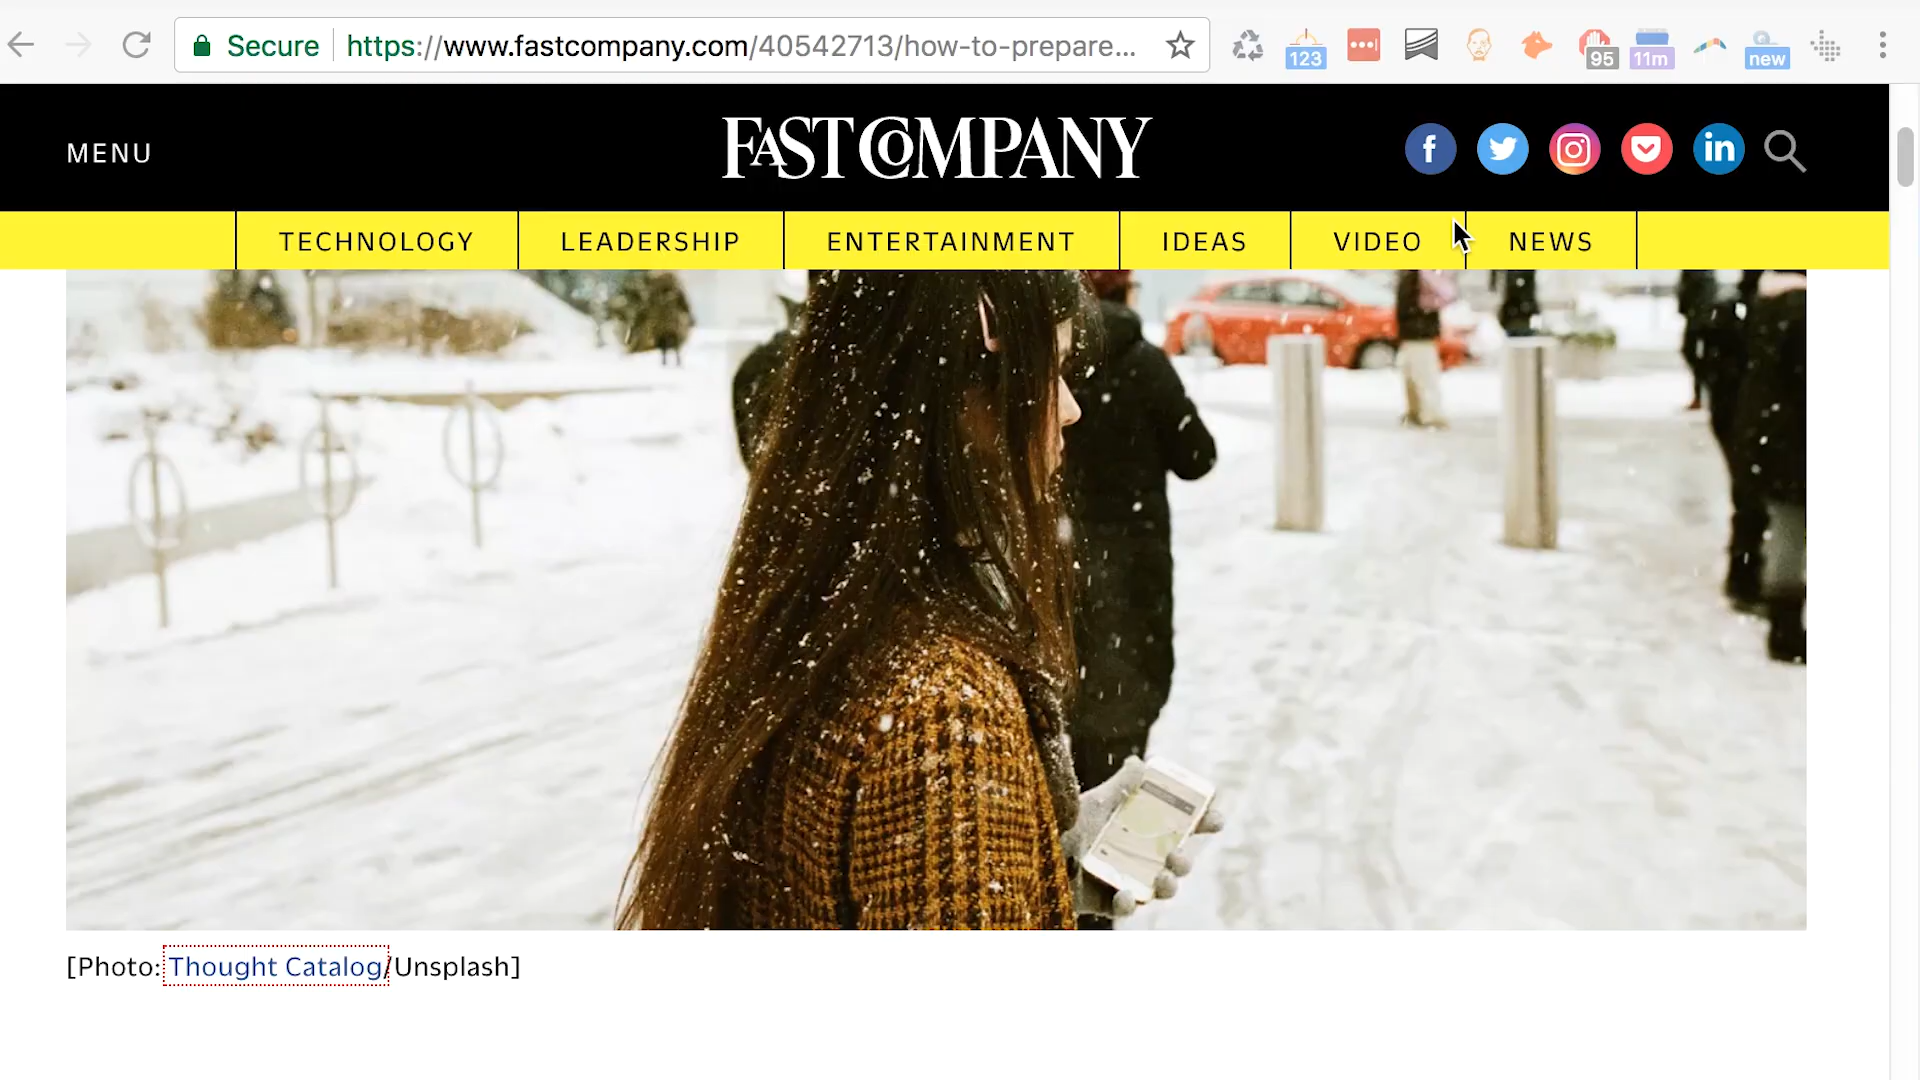 Secure https://www.fastcompany.com/40542713/how-to-prepare...
123
95
11m
new
MENU
FAST COMPANY
f
in
TECHNOLOGY LEADERSHIP ENTERTAINMENT IDEAS VIDEO NEWS
[Photo: Thought Catalog/Unsplash]